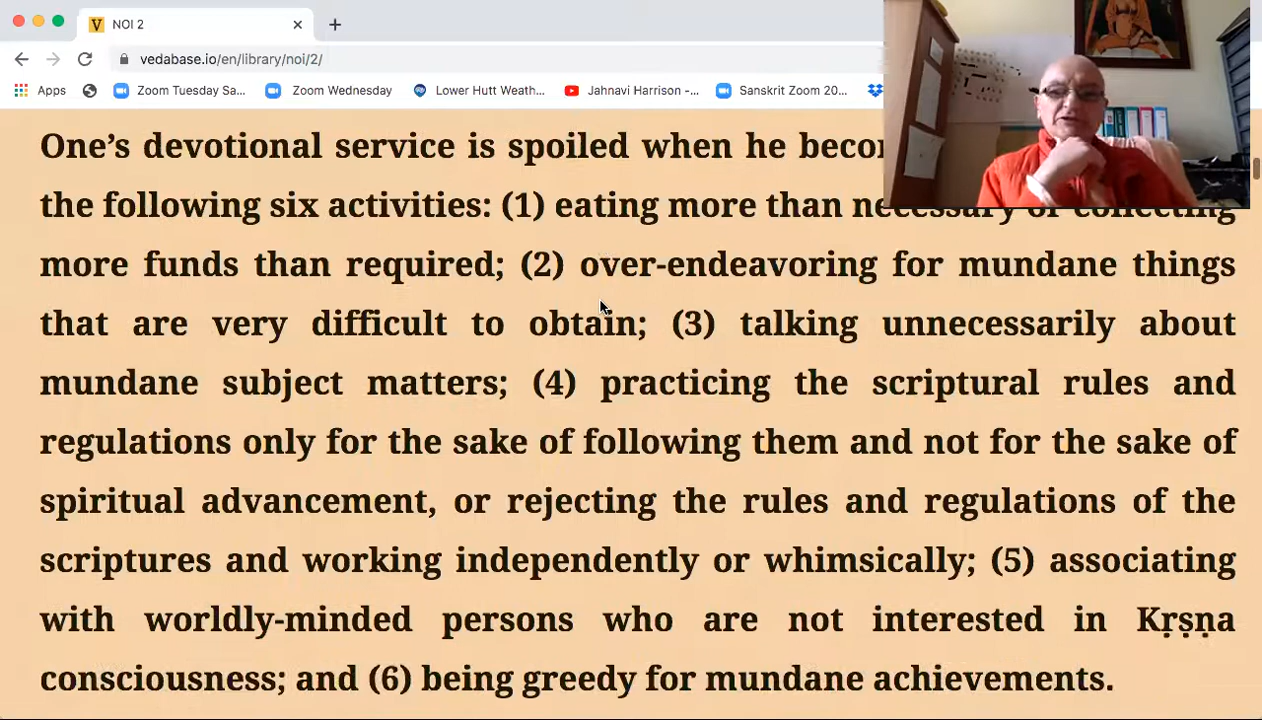 V NOI 2
vedabase.io/en/library/noi/2/
Apps Zoom Tuesday Sa... Zoom Wednesday Lower Hutt Weath... Jahnavi Harrison -... Sanskrit Zoom 20...
One’s devotional service is spoiled when he
the following six activities: (1) eating more than necessary or collecting
more funds than required; (2) over-endeavoring for mundane things
that are very difficult to obtain; (3) talking unnecessarily about
mundane subject matters; (4) practicing the scriptural rules and
regulations only for the sake of following them and not for the sake of
spiritual advancement, or rejecting the rules and regulations of the
scriptures and working independently or whimsically; (5) associating
with worldly-minded persons who are not interested in Kṛṣṇa
consciousness; and (6) being greedy for mundane achievements.